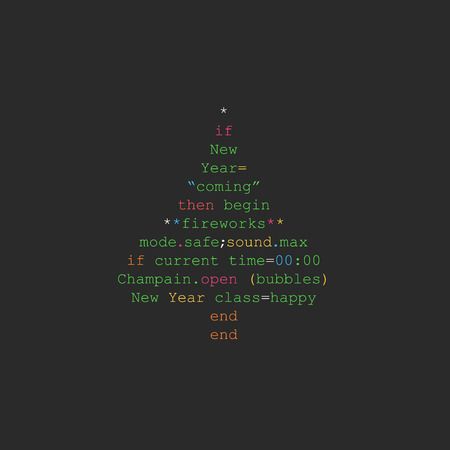 *
if
New
Year=
“coming”
then begin
**fireworks**
mode.safe;sound.max
if current time=00:00
Champain.open (bubbles)
New Year class=happy
end
end